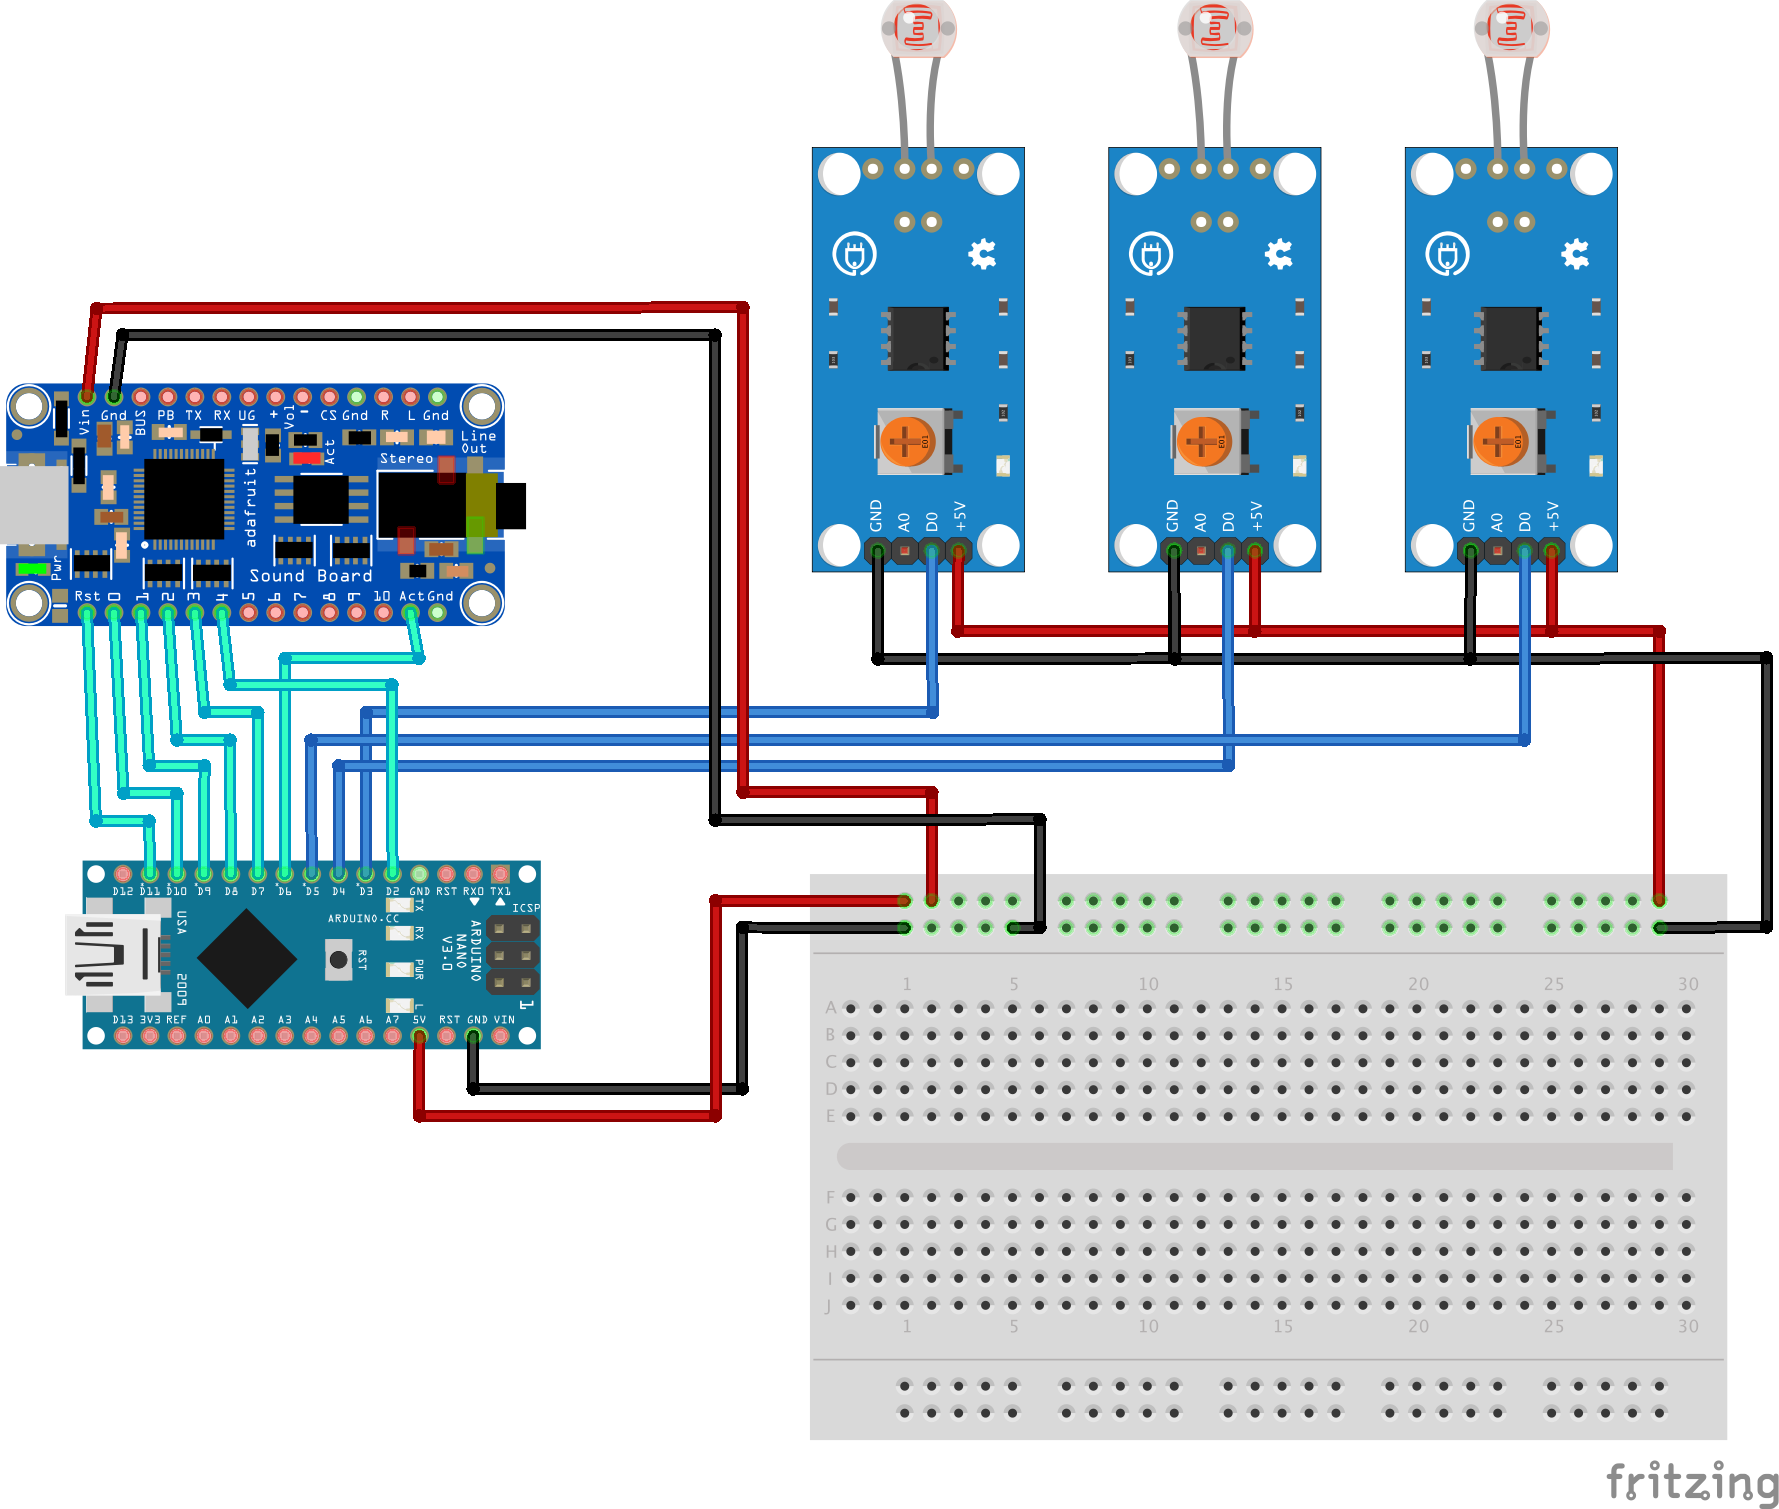 GND A0 D0 +5V
GND A0 D0 +5V
GND A0 D0 +5V
E01
E01
E01
Vin Gnd BUS PB TX RX UG + Vol - CS Gnd R L Gnd
Line
Out
Act
Stereo
adafruit
Pwr
Sound Board
Rst 0 1 2 3 4 5 6 7 8 9 10 Act Gnd
D12 D11 D10 D9 D8 D7 D6 D5 D4 D3 D2 GND RST RX0 TX1
ICSP
TX
RX
PWR
L
ARDUINO.CC
USA
2009
RST
ARDUINO
NANO
V3.0
1
D13 3V3 REF A0 A1 A2 A3 A4 A5 A6 A7 5V RST GND VIN
1 5 10 15 20 25 30
A
B
C
D
E
F
G
H
I
J
1 5 10 15 20 25 30
fritzing